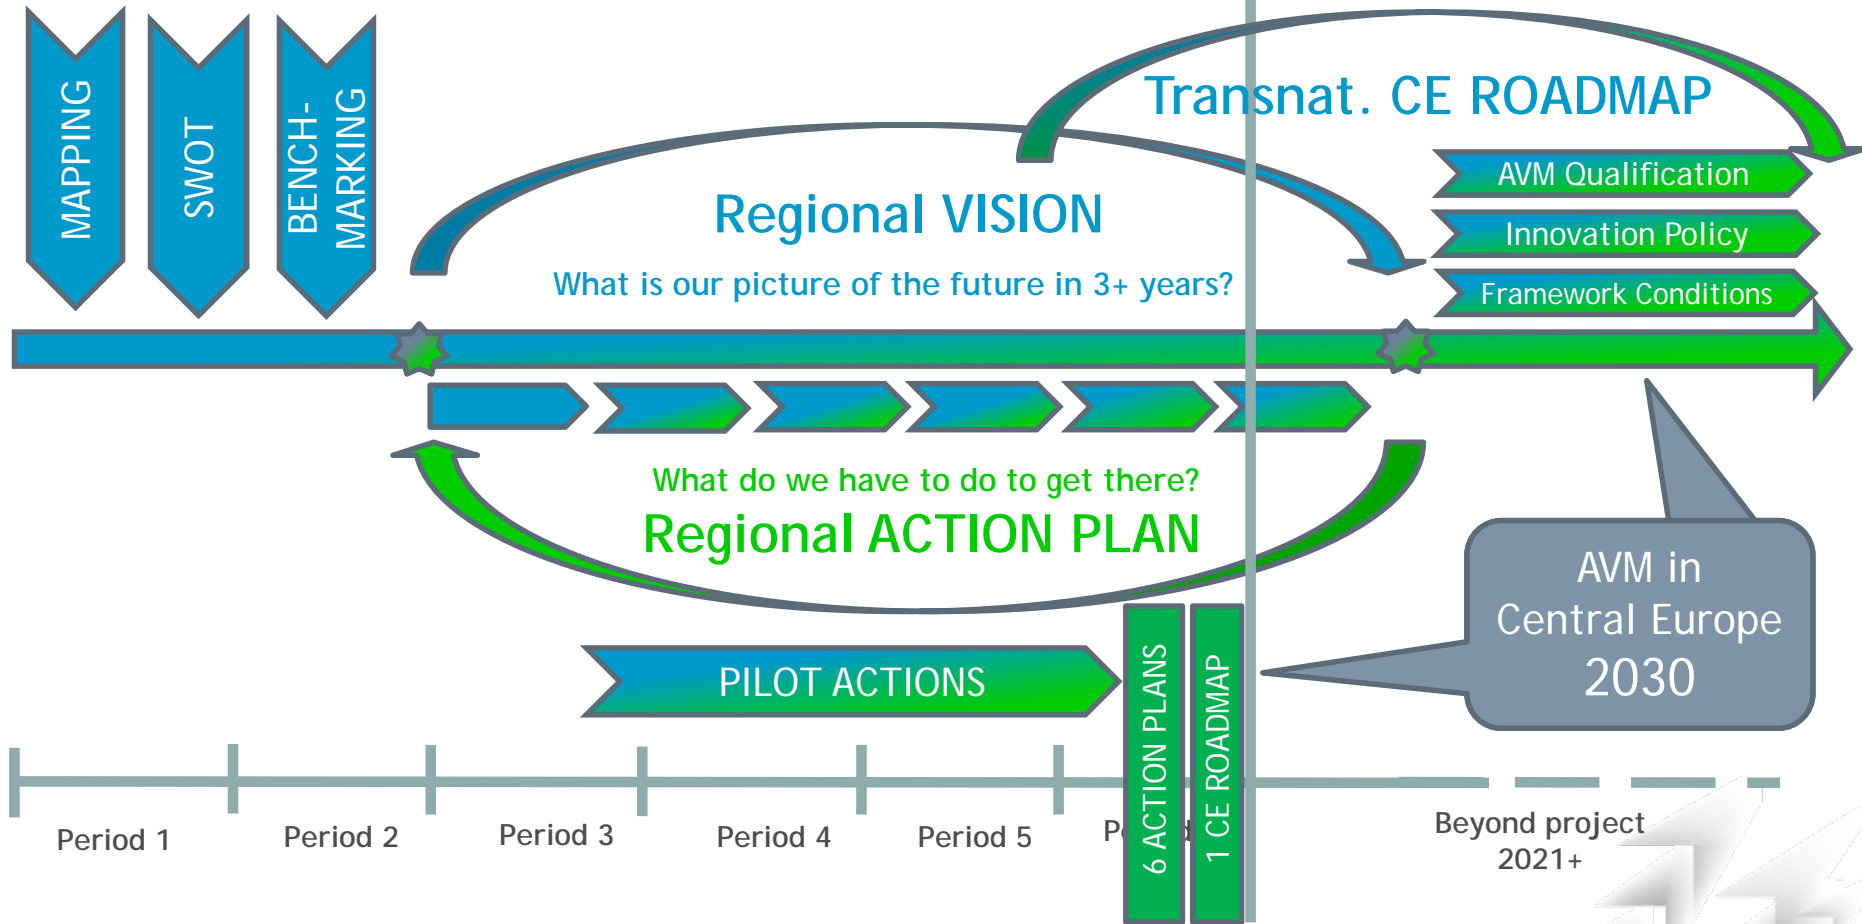 MAPPING
SWOT
BENCH-
MARKING
Transnat. CE ROADMAP
AVM Qualification
Innovation Policy
Framework Conditions
Regional VISION
What is our picture of the future in 3+ years?
What do we have to do to get there?
Regional ACTION PLAN
AVM in
Central Europe
2030
PILOT ACTIONS
6 ACTION PLANS
1 CE ROADMAP
Period 1
Period 2
Period 3
Period 4
Period 5
Beyond project
2021+